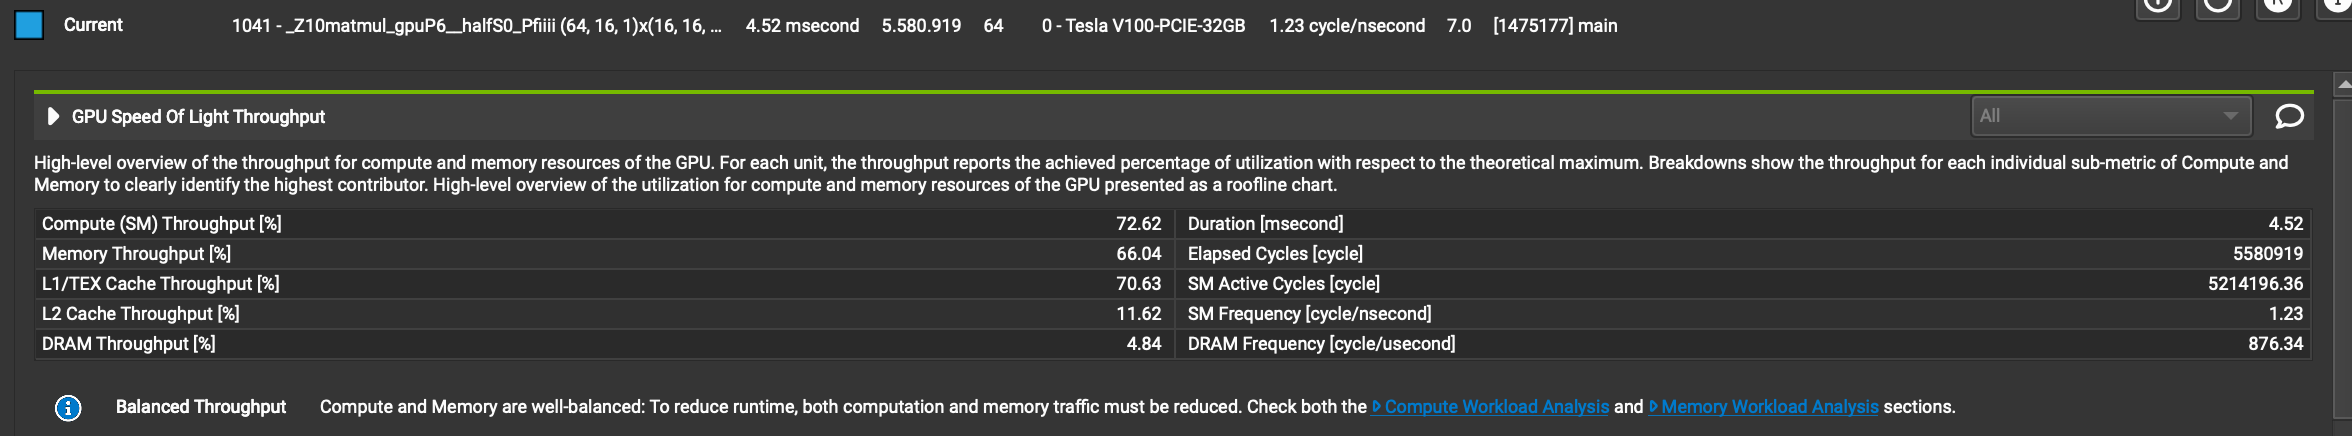 Current 1041 - _Z10matmul_gpuP6__halfS0_Pfiiii (64, 16, 1)x(16, 16, ... 4.52 msecond 5.580.919 64 0 - Tesla V100-PCIE-32GB 1.23 cycle/nsecond 7.0 [1475177] main
GPU Speed Of Light Throughput All
High-level overview of the throughput for compute and memory resources of the GPU. For each unit, the throughput reports the achieved percentage of utilization with respect to the theoretical maximum. Breakdowns show the throughput for each individual sub-metric of Compute and
Memory to clearly identify the highest contributor. High-level overview of the utilization for compute and memory resources of the GPU presented as a roofline chart.
Compute (SM) Throughput [%] 72.62 Duration [msecond] 4.52
Memory Throughput [%] 66.04 Elapsed Cycles [cycle] 5580919
L1/TEX Cache Throughput [%] 70.63 SM Active Cycles [cycle] 5214196.36
L2 Cache Throughput [%] 11.62 SM Frequency [cycle/nsecond] 1.23
DRAM Throughput [%] 4.84 DRAM Frequency [cycle/usecond] 876.34
Balanced Throughput Compute and Memory are well-balanced: To reduce runtime, both computation and memory traffic must be reduced. Check both the Compute Workload Analysis and Memory Workload Analysis sections.